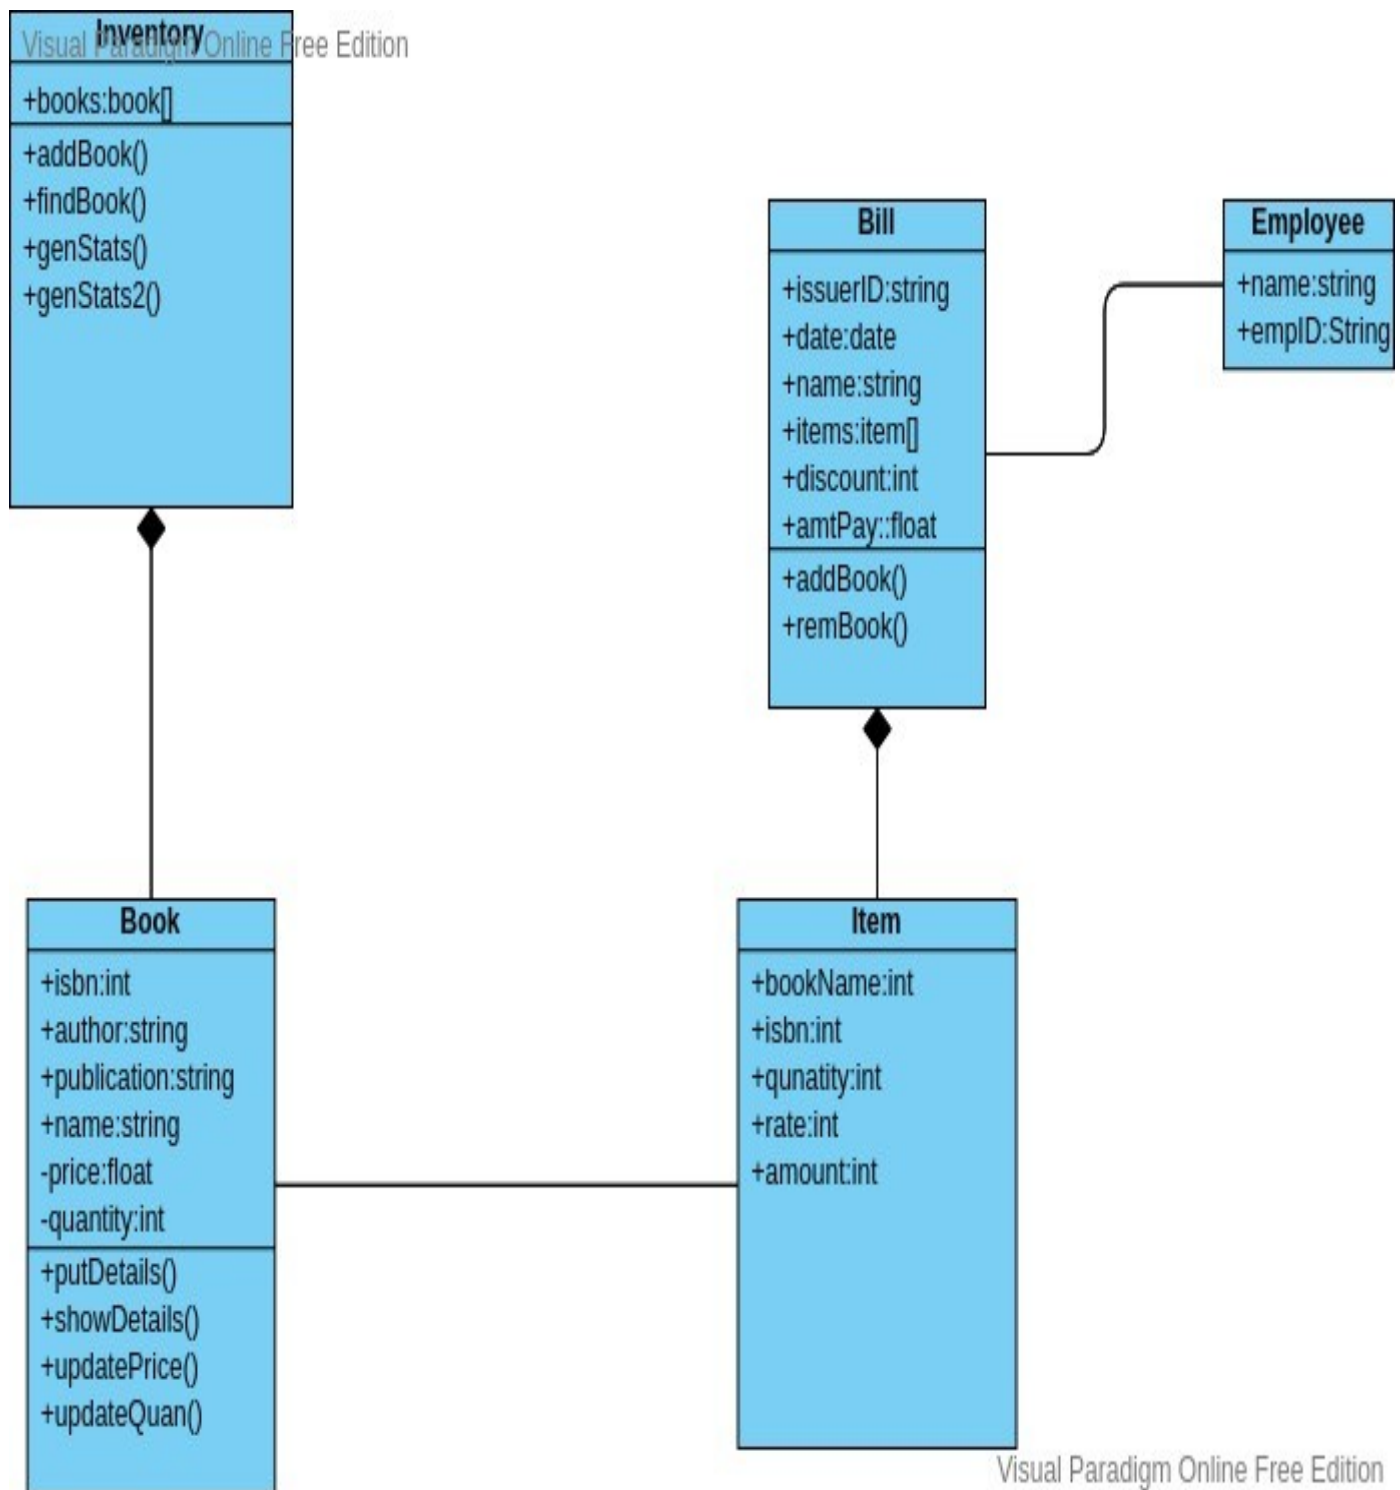 Inventory
Visual Paradigm Online Free Edition
+books:book[]
+addBook()
+findBook()
+genStats()
+genStats2()
Bill
+issuerID:string
+date:date
+name:string
+items:item[]
+discount:int
+amtPay::float
+addBook()
+remBook()
Employee
+name:string
+empID:String
Book
+isbn:int
+author:string
+publication:string
+name:string
-price:float
-quantity:int
+putDetails()
+showDetails()
+updatePrice()
+updateQuan()
Item
+bookName:int
+isbn:int
+qunatity:int
+rate:int
+amount:int
Visual Paradigm Online Free Edition